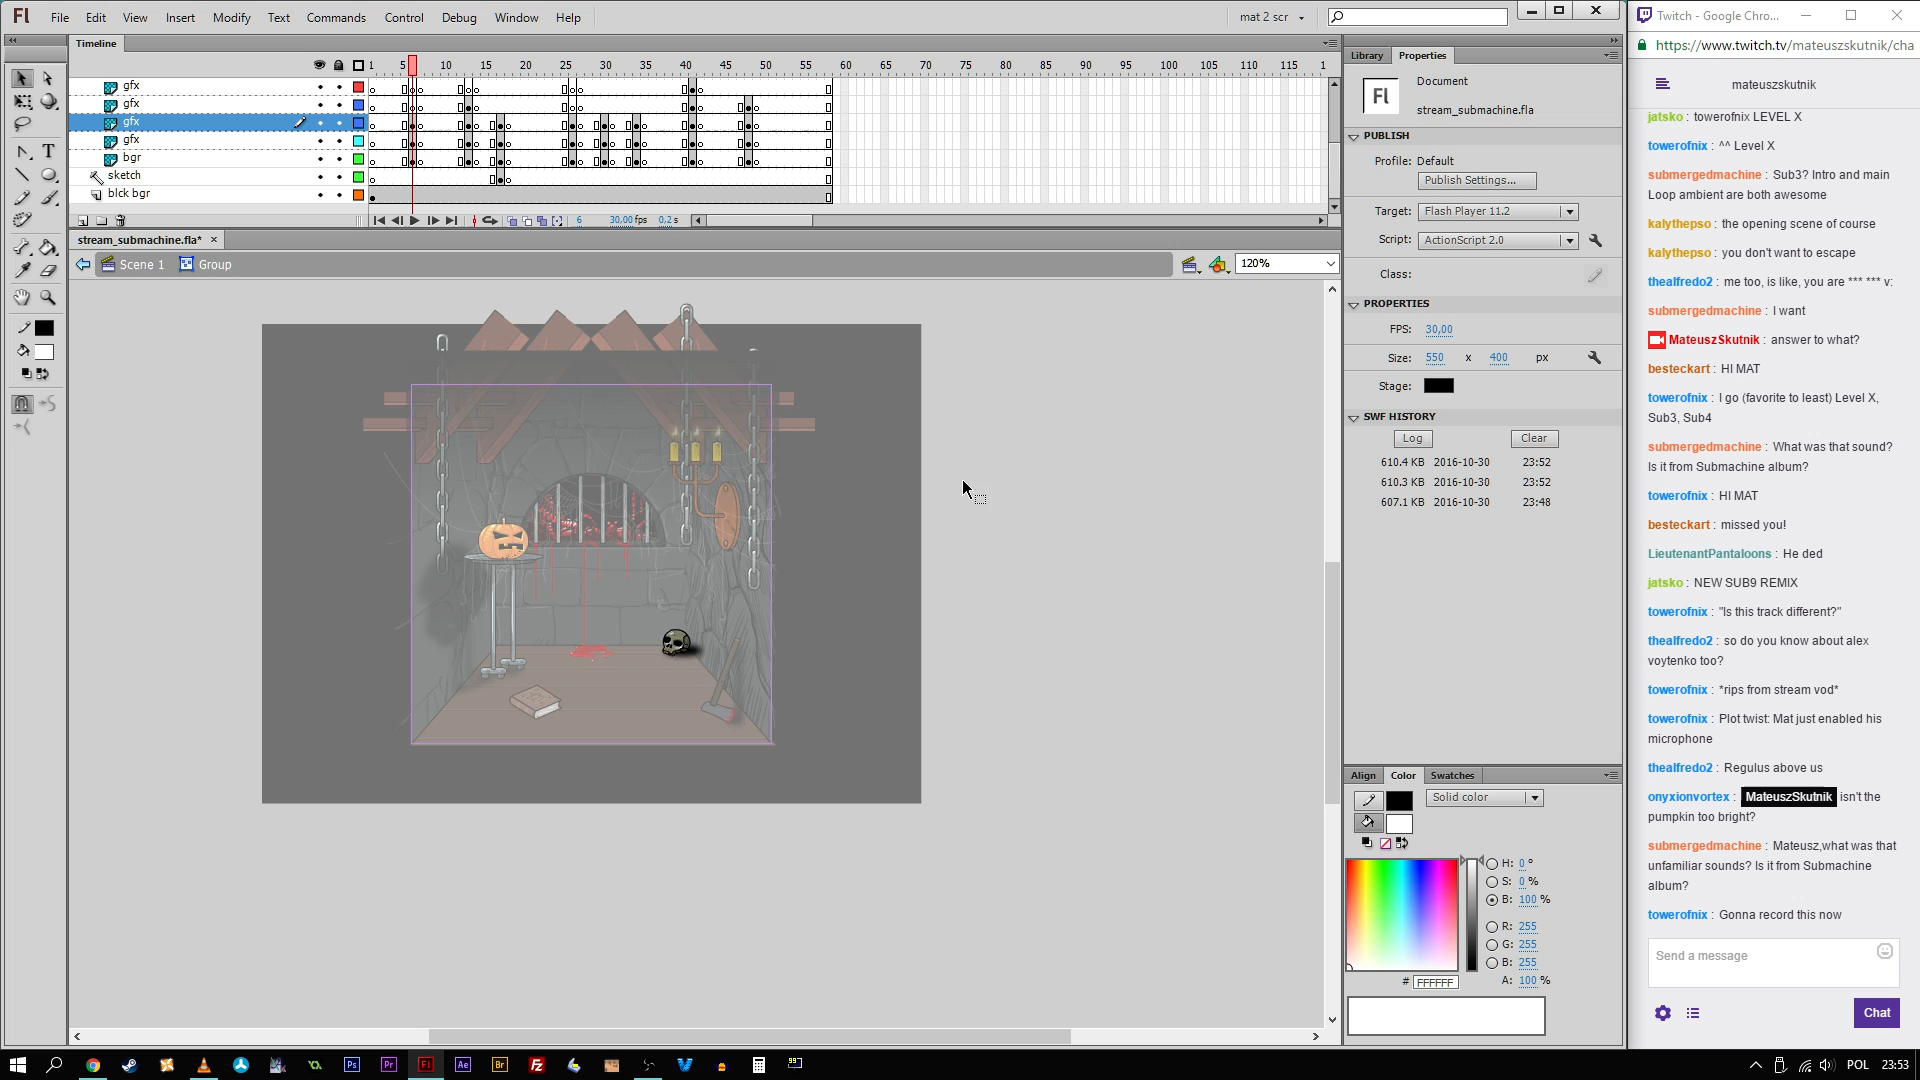 Fl File Edit View Insert Modify Text Commands Control Debug Window Help mat 2 scr
Timeline
1 5 10 15 20 25 30 35 40 45 50 55 60 65 70 75 80 85 90 95 100 105 110 115 1
gfx
gfx
gfx
gfx
bgr
sketch
blck bgr
6 30,00 fps 0,2 s
stream_submachine.fla* ×
Scene 1 Group 120%
Library Properties
Document
Fl
stream_submachine.fla
PUBLISH
Profile: Default
Publish Settings...
Target: Flash Player 11.2
Script: ActionScript 2.0
Class:
PROPERTIES
FPS: 30,00
Size: 550 x 400 px
Stage:
SWF HISTORY
Log Clear
610.4 KB 2016-10-30 23:52
610.3 KB 2016-10-30 23:52
607.1 KB 2016-10-30 23:48
Align Color Swatches
Solid color
H: 0 °
S: 0 %
B: 100 %
R: 255
G: 255
B: 255
# FFFFFF A: 100 %
Twitch - Google Chro...
https://www.twitch.tv/mateuszskutnik/cha
mateuszskutnik
jatsko : towerofnix LEVEL X
towerofnix : ^^ Level X
submergedmachine : Sub3? Intro and main
Loop ambient are both awesome
kalythepso : the opening scene of course
kalythepso : you don't want to escape
thealfredo2 : me too, is like, you are *** *** v:
submergedmachine : I want
MateuszSkutnik : answer to what?
besteckart : HI MAT
towerofnix : I go (favorite to least) Level X,
Sub3, Sub4
submergedmachine : What was that sound?
Is it from Submachine album?
towerofnix : HI MAT
besteckart : missed you!
LieutenantPantaloons : He ded
jatsko : NEW SUB9 REMIX
towerofnix : "Is this track different?"
thealfredo2 : so do you know about alex
voytenko too?
towerofnix : *rips from stream vod*
towerofnix : Plot twist: Mat just enabled his
microphone
thealfredo2 : Regulus above us
onyxionvortex : MateuszSkutnik isn't the
pumpkin too bright?
submergedmachine : Mateusz,what was that
unfamiliar sounds? Is it from Submachine
album?
towerofnix : Gonna record this now
Send a message
Chat
Ps Pr Fl Ae Br Fz POL 23:53